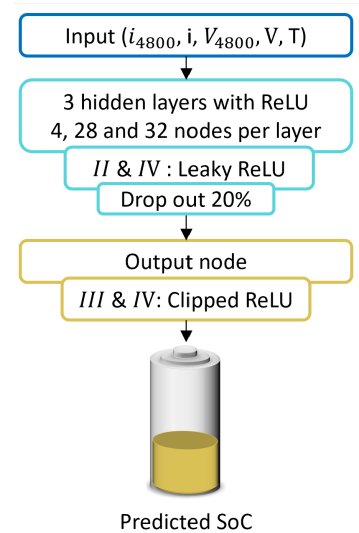 Input (i₄₈₀₀, i, V₄₈₀₀, V, T)
3 hidden layers with ReLU
4, 28 and 32 nodes per layer
II & IV : Leaky ReLU
Drop out 20%
Output node
III & IV: Clipped ReLU
Predicted SoC